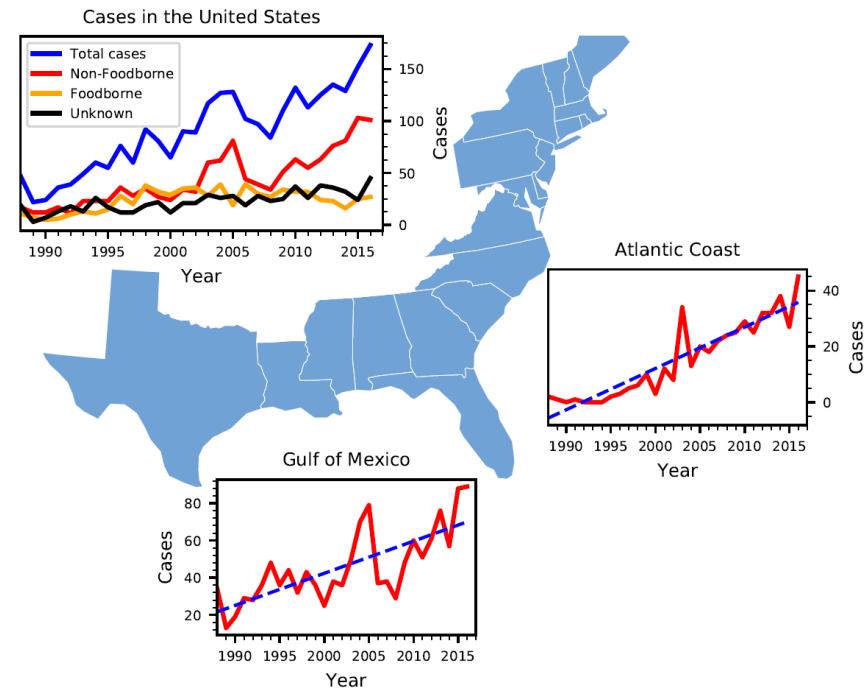 Cases in the United States
Total cases
Non-Foodborne
Foodborne
Unknown
150
100
50
0
Cases
1990 1995 2000 2005 2010 2015
Year
Atlantic Coast
40
20
0
Cases
1990 1995 2000 2005 2010 2015
Year
Gulf of Mexico
80
60
40
20
Cases
1990 1995 2000 2005 2010 2015
Year